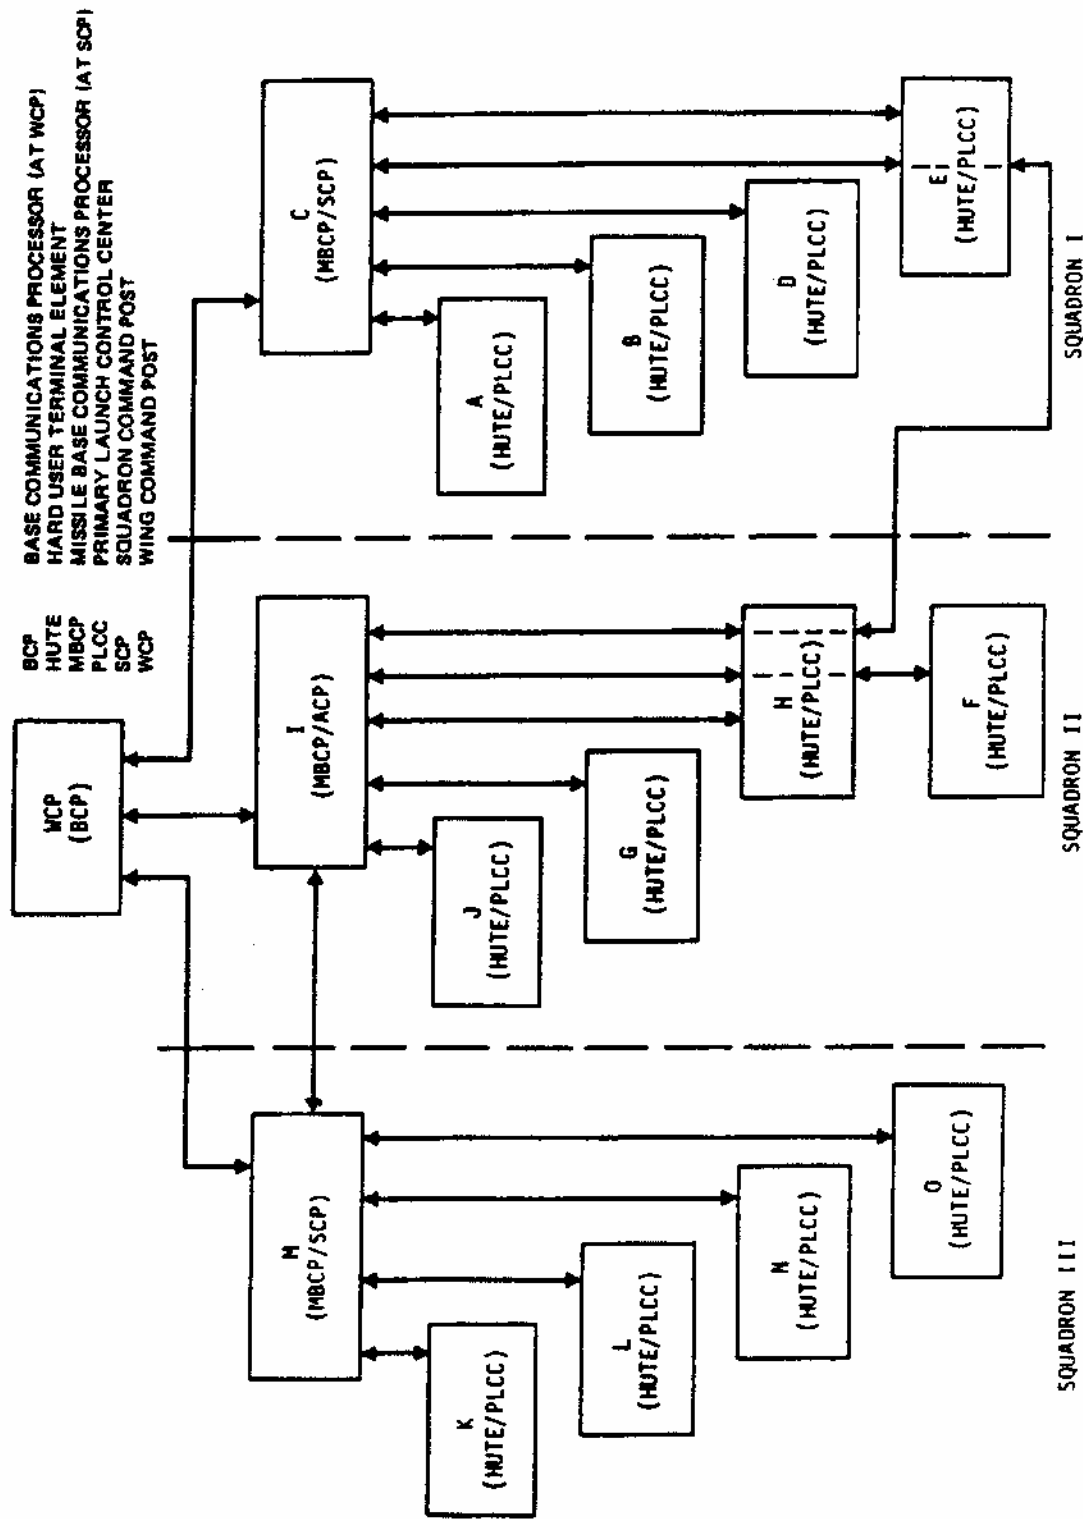 BCP BASE COMMUNICATIONS PROCESSOR (AT WCP)
HUTE HARD USER TERMINAL ELEMENT
MBCP MISSILE BASE COMMUNICATIONS PROCESSOR (AT SCP)
PLCC PRIMARY LAUNCH CONTROL CENTER
SCP SQUADRON COMMAND POST
WCP WING COMMAND POST
WCP
(BCP)
M
(MBCP/SCP)
I
(MBCP/ACP)
C
(MBCP/SCP)
K
(HUTE/PLCC)
L
(HUTE/PLCC)
N
(HUTE/PLCC)
O
(HUTE/PLCC)
J
(HUTE/PLCC)
G
(HUTE/PLCC)
H
(HUTE/PLCC)
F
(HUTE/PLCC)
A
(HUTE/PLCC)
B
(HUTE/PLCC)
D
(HUTE/PLCC)
E
(HUTE/PLCC)
SQUADRON III
SQUADRON II
SQUADRON I